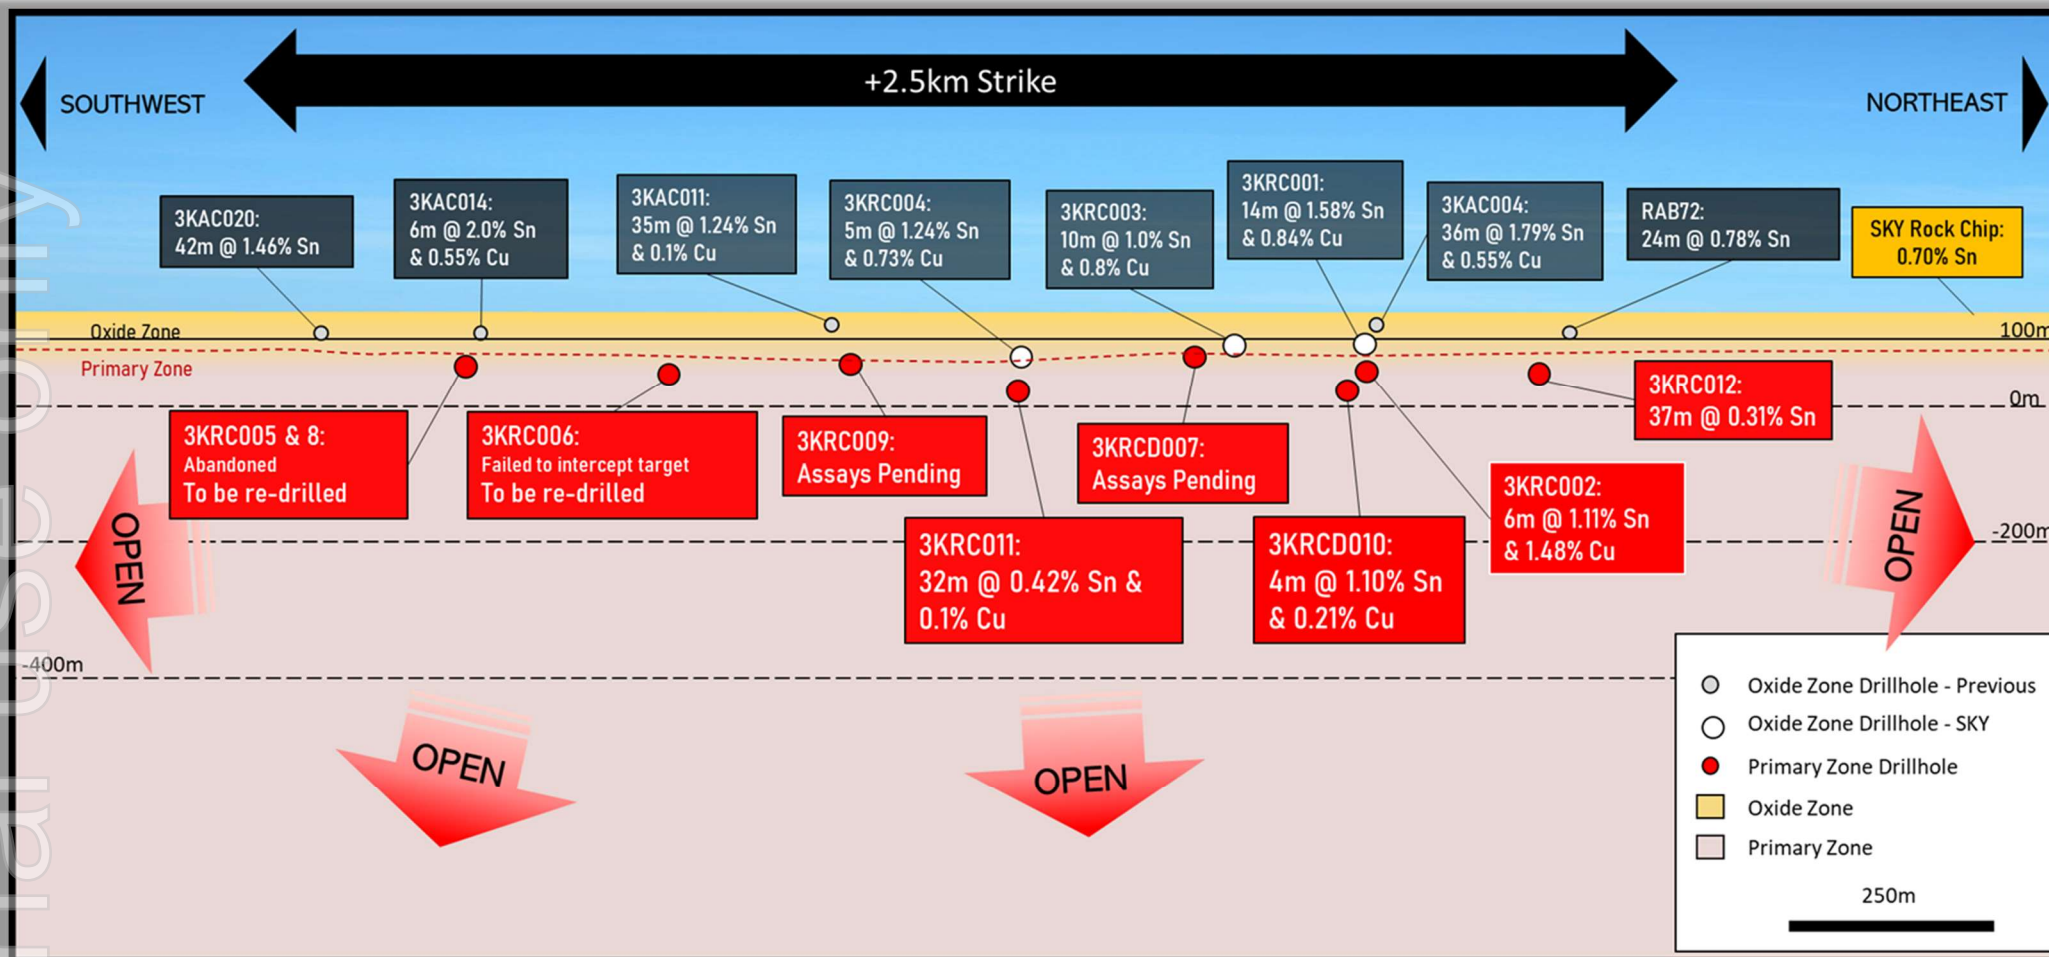 +2.5km Strike
SOUTHWEST
NORTHEAST
3KAC020:
42m @ 1.46% Sn
3KAC014:
6m @ 2.0% Sn
& 0.55% Cu
3KAC011:
35m @ 1.24% Sn
& 0.1% Cu
3KRC004:
5m @ 1.24% Sn
& 0.73% Cu
3KRC003:
10m @ 1.0% Sn
& 0.8% Cu
3KRC001:
14m @ 1.58% Sn
& 0.84% Cu
3KAC004:
36m @ 1.79% Sn
& 0.55% Cu
RAB72:
24m @ 0.78% Sn
SKY Rock Chip:
0.70% Sn
Oxide Zone
100m
Primary Zone
0m
3KRC005 & 8:
Abandoned
To be re-drilled
3KRC006:
Failed to intercept target
To be re-drilled
3KRC009:
Assays Pending
3KRC011:
32m @ 0.42% Sn &
0.1% Cu
3KRCD007:
Assays Pending
3KRCD010:
4m @ 1.10% Sn
& 0.21% Cu
3KRC002:
6m @ 1.11% Sn
& 1.48% Cu
3KRC012:
37m @ 0.31% Sn
-200m
-400m
OPEN
OPEN
OPEN
OPEN
Oxide Zone Drillhole - Previous
Oxide Zone Drillhole - SKY
Primary Zone Drillhole
Oxide Zone
Primary Zone
250m
use only